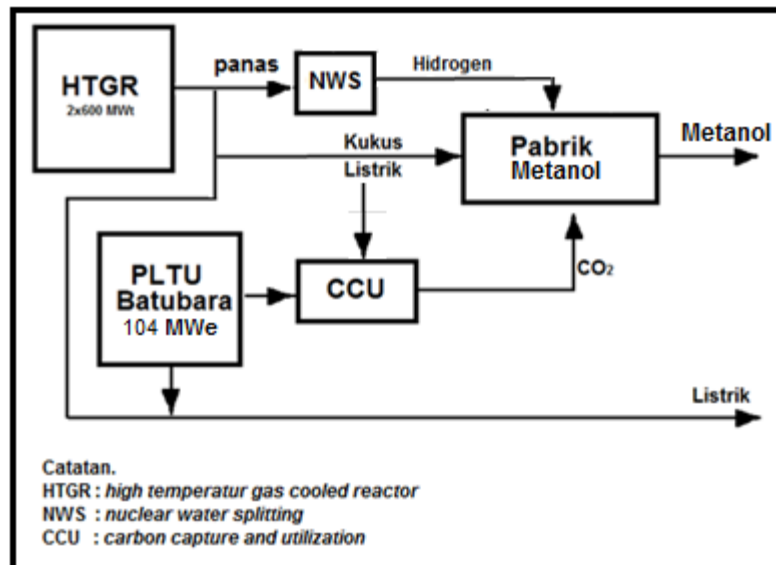 HTGR
2x600 MWt
panas
NWS
Hidrogen
Kukus
Listrik
Pabrik
Metanol
Metanol
PLTU
Batubara
104 MWe
CCU
CO₂
Listrik
Catatan.
HTGR : high temperatur gas cooled reactor
NWS : nuclear water splitting
CCU : carbon capture and utilization